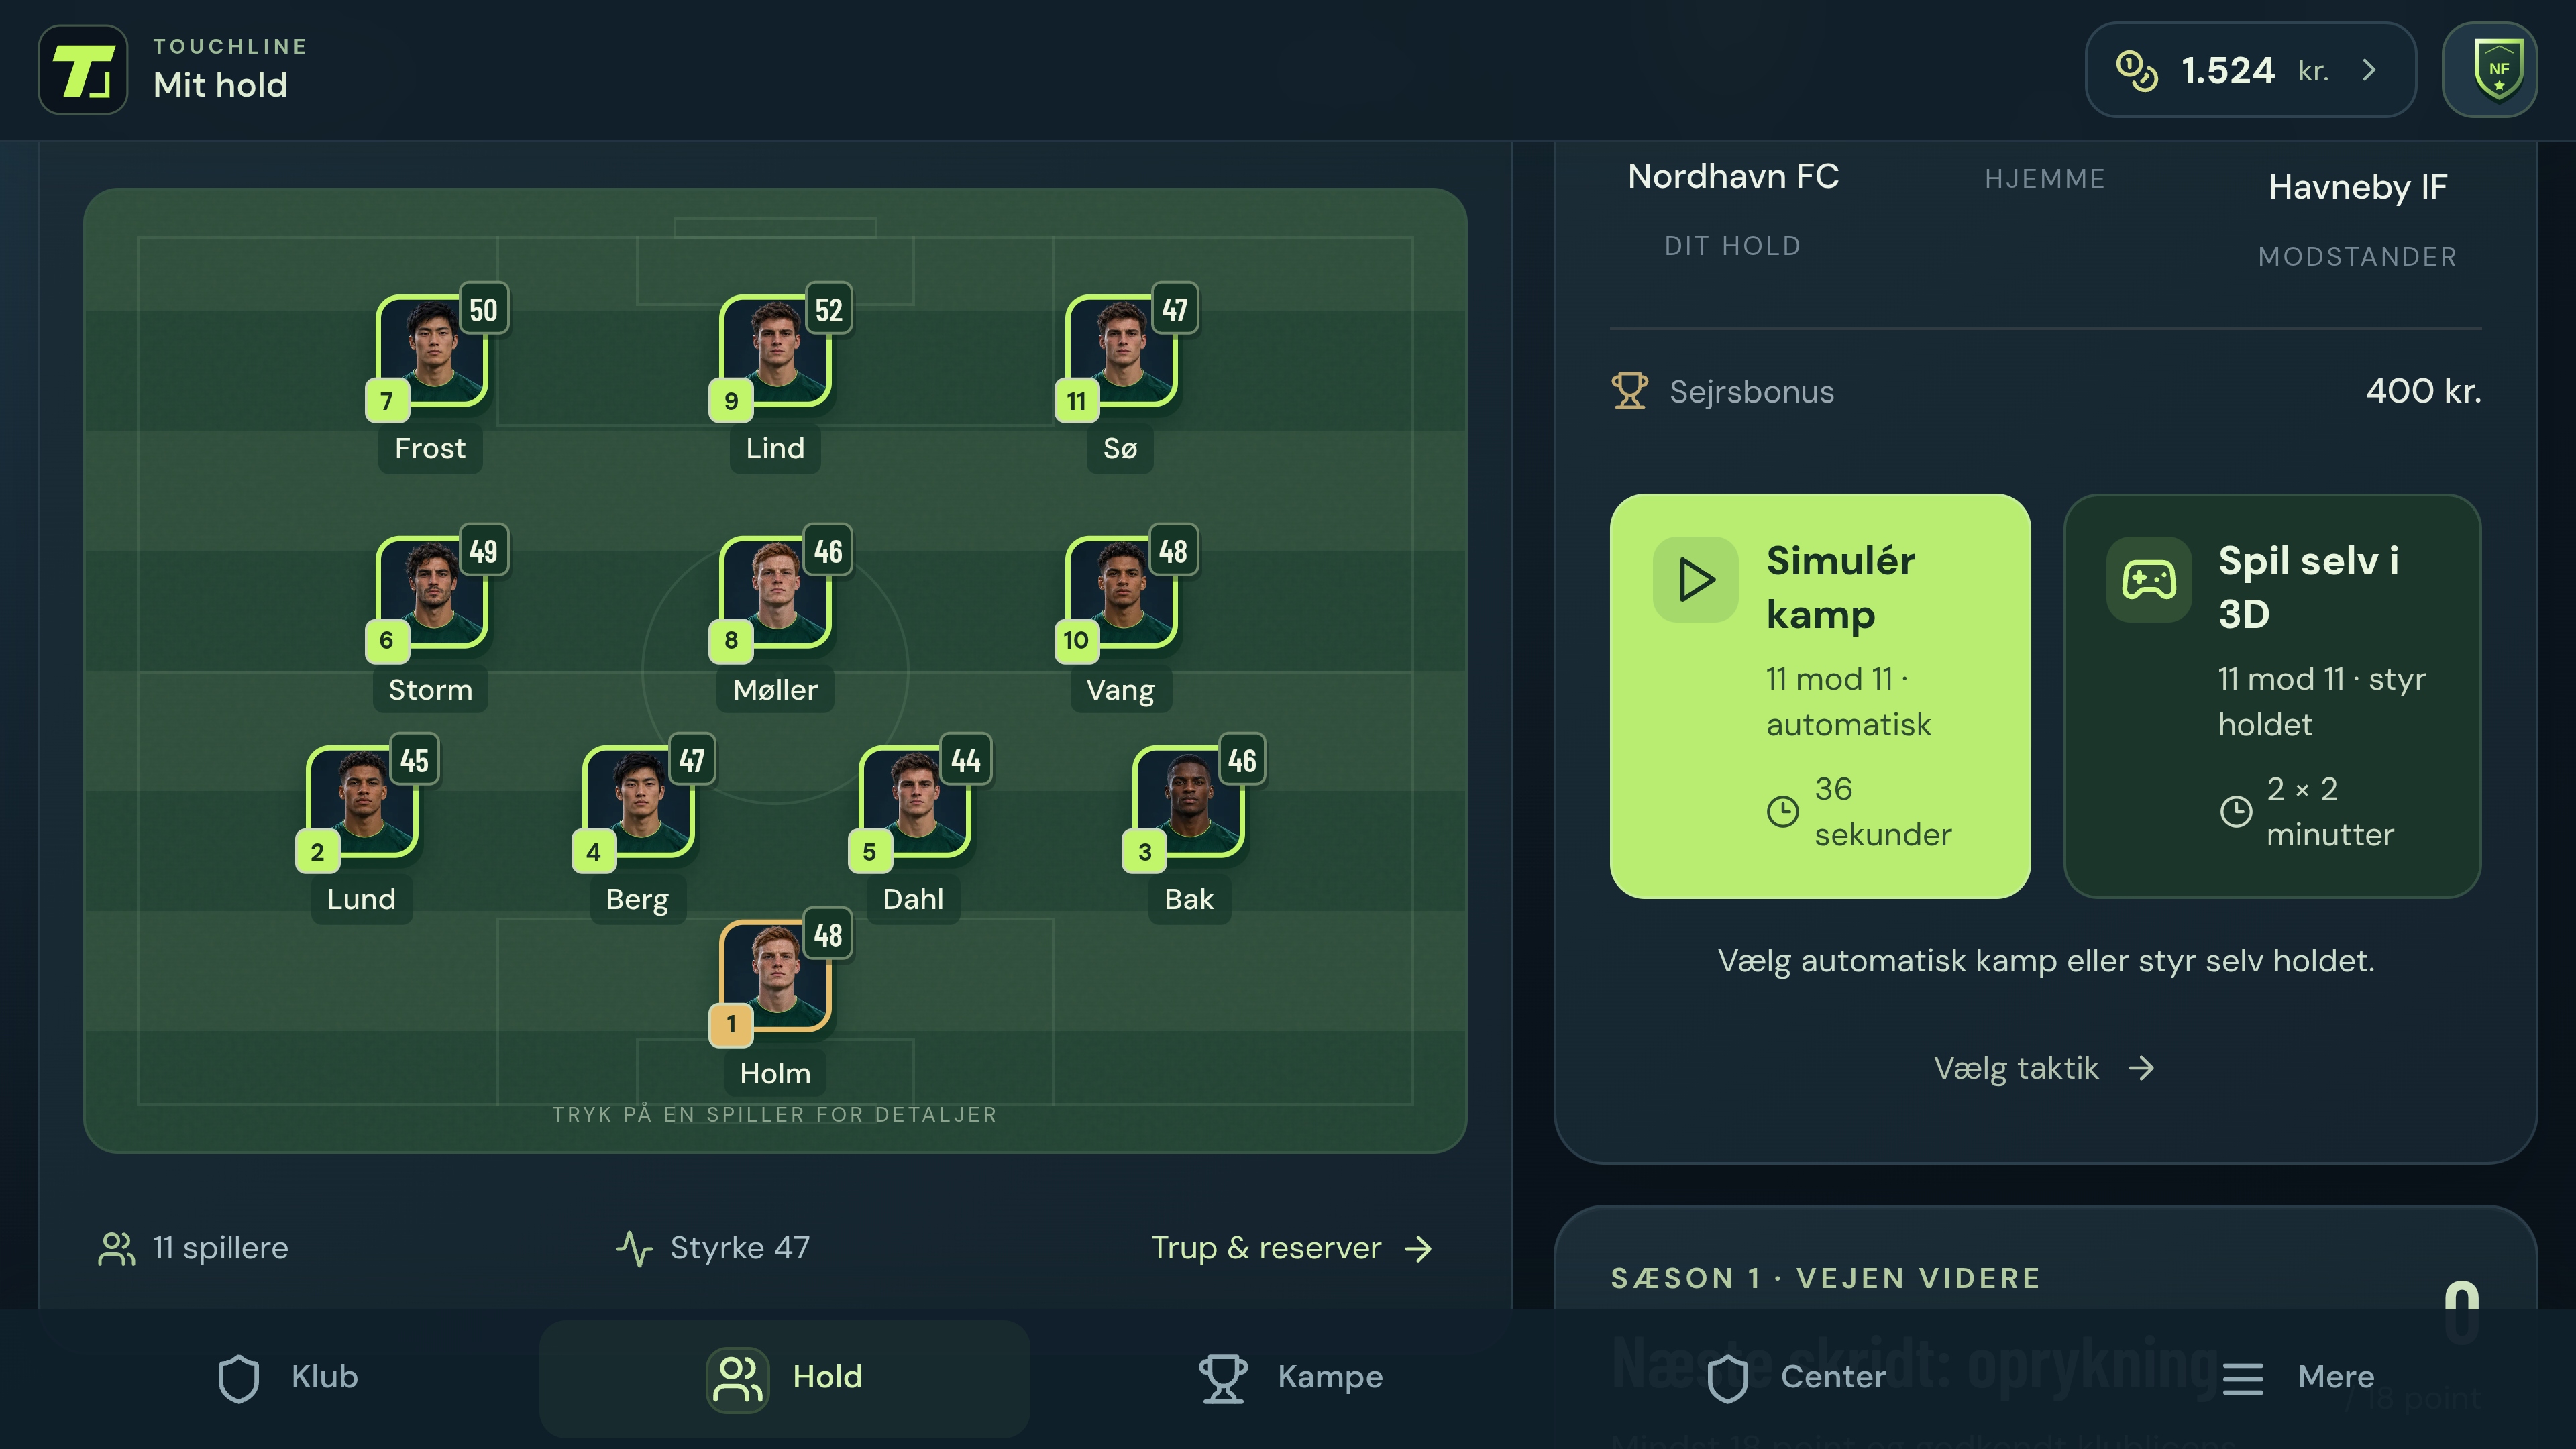 TOUCHLINE
Mit hold
1.524 kr.
NF
Nordhavn FC
HJEMME
Havneby IF
DIT HOLD
MODSTANDER
Sejrsbonus
400 kr.
50
7
Frost
52
9
Lind
47
11
Sø
49
6
Storm
46
8
Møller
48
10
Vang
45
2
Lund
47
4
Berg
44
5
Dahl
46
3
Bak
48
1
Holm
TRYK PÅ EN SPILLER FOR DETALJER
11 spillere
Styrke 47
Trup & reserver
Simulér
kamp
11 mod 11 ·
automatisk
36
sekunder
Spil selv i
3D
11 mod 11 · styr
holdet
2 × 2
minutter
Vælg automatisk kamp eller styr selv holdet.
Vælg taktik
SÆSON 1 · VEJEN VIDERE
0
Næste skridt: oprykning
/ 18 point
Klub
Hold
Kampe
Center
Mere